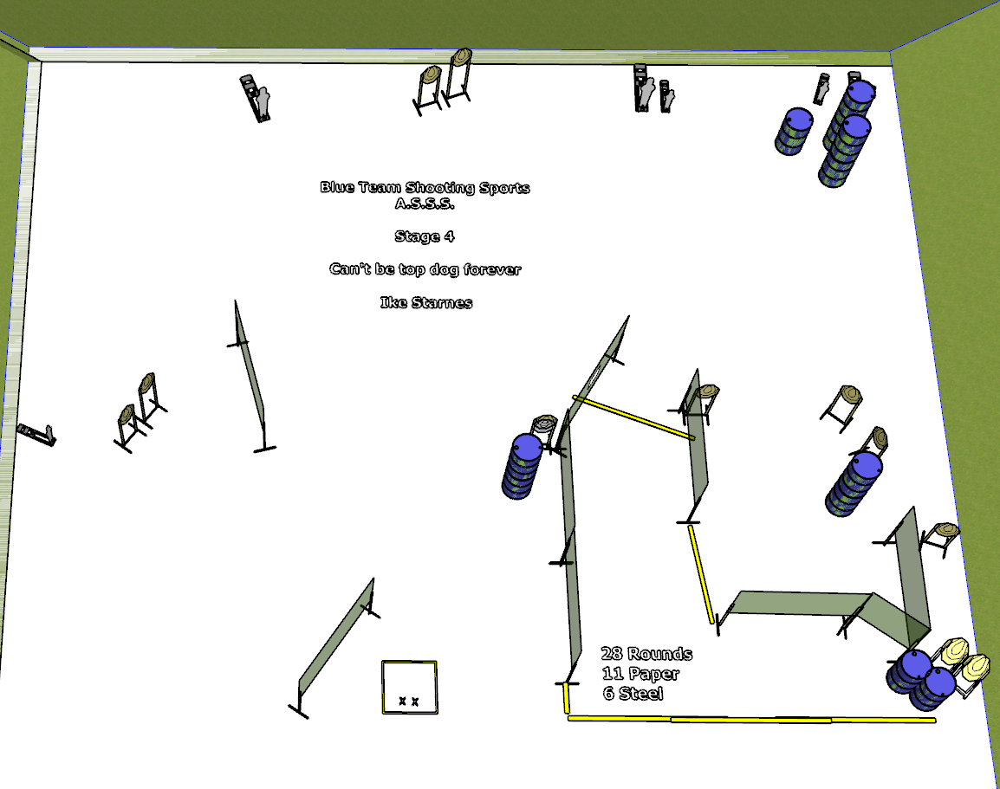 Blue Team Shooting Sports
A.S.S.S.
Stage 4
Can't be top dog forever
Ike Starnes
28 Rounds
11 Paper
6 Steel
X X